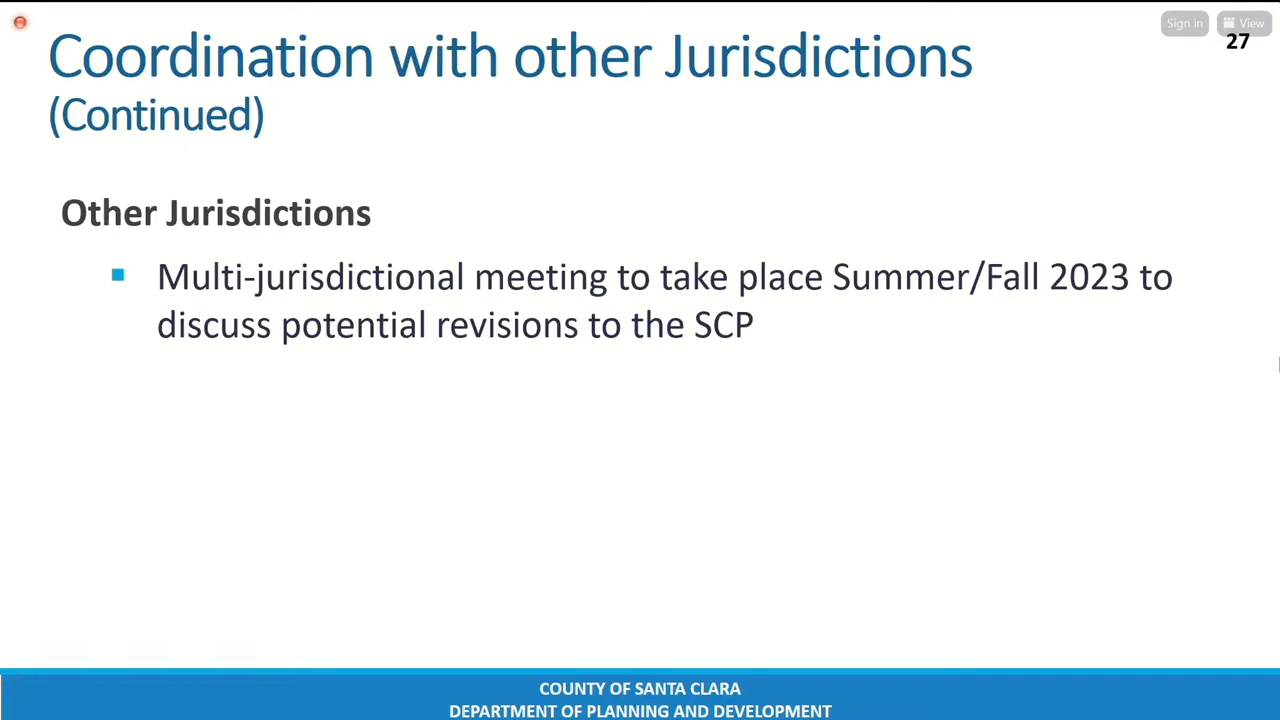 Sign in
View
27
Coordination with other Jurisdictions
(Continued)
Other Jurisdictions
Multi-jurisdictional meeting to take place Summer/Fall 2023 to
discuss potential revisions to the SCP
COUNTY OF SANTA CLARA
DEPARTMENT OF PLANNING AND DEVELOPMENT